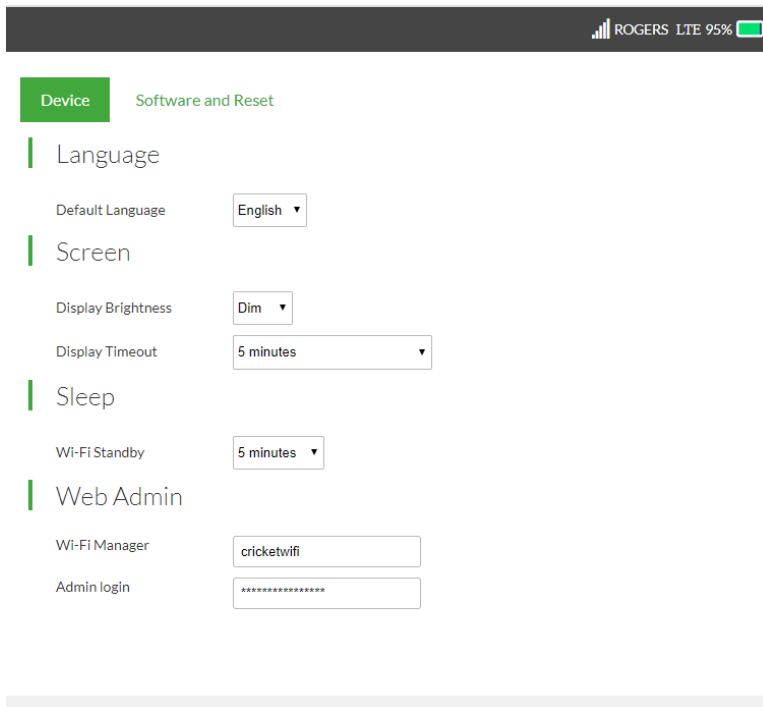 ROGERS LTE 95%
Device Software and Reset
Language
Default Language English
Screen
Display Brightness Dim
Display Timeout 5 minutes
Sleep
Wi-Fi Standby 5 minutes
Web Admin
Wi-Fi Manager cricketwifi
Admin login ****************